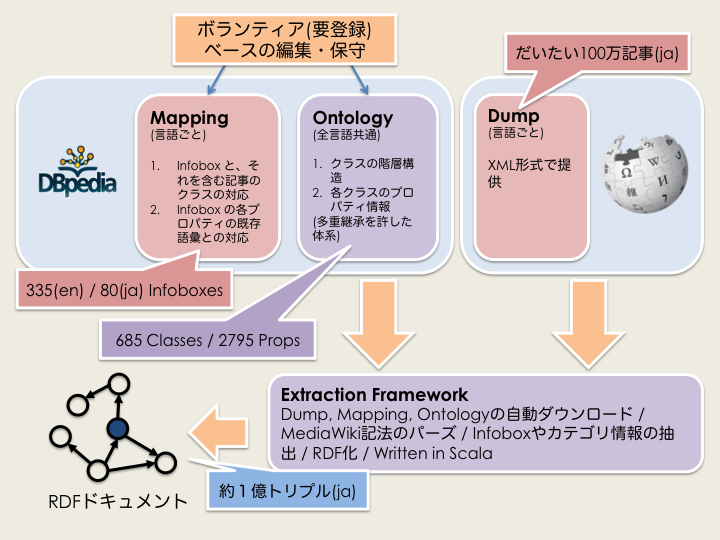 ボランティア(要登録)
ベースの編集・保守
だいたい100万記事(ja)
DBpedia
Mapping
(言語ごと)
1. Infobox と、そ
れを含む記事の
クラスの対応
2. Infobox の各プ
ロパティの既存
語彙との対応
Ontology
(全言語共通)
1. クラスの階層構
造
2. 各クラスのプロ
パティ情報
(多重継承を許した
体系)
Dump
(言語ごと)
XML形式で提
供
Ω W И
335(en) / 80(ja) Infoboxes
685 Classes / 2795 Props
Extraction Framework
Dump, Mapping, Ontologyの自動ダウンロード /
MediaWiki記法のパーズ / Infoboxやカテゴリ情報の抽
出 / RDF化 / Written in Scala
約１億トリプル(ja)
RDFドキュメント